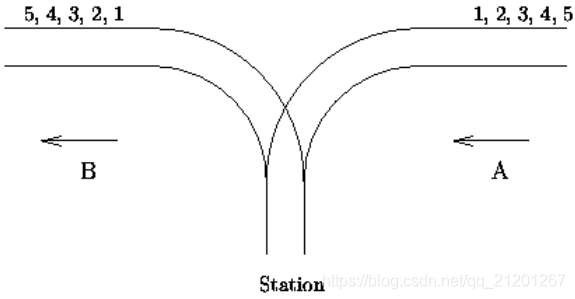 5, 4, 3, 2, 1
1, 2, 3, 4, 5
B
A
Station
https://blog.csdn.net/qq_21201267